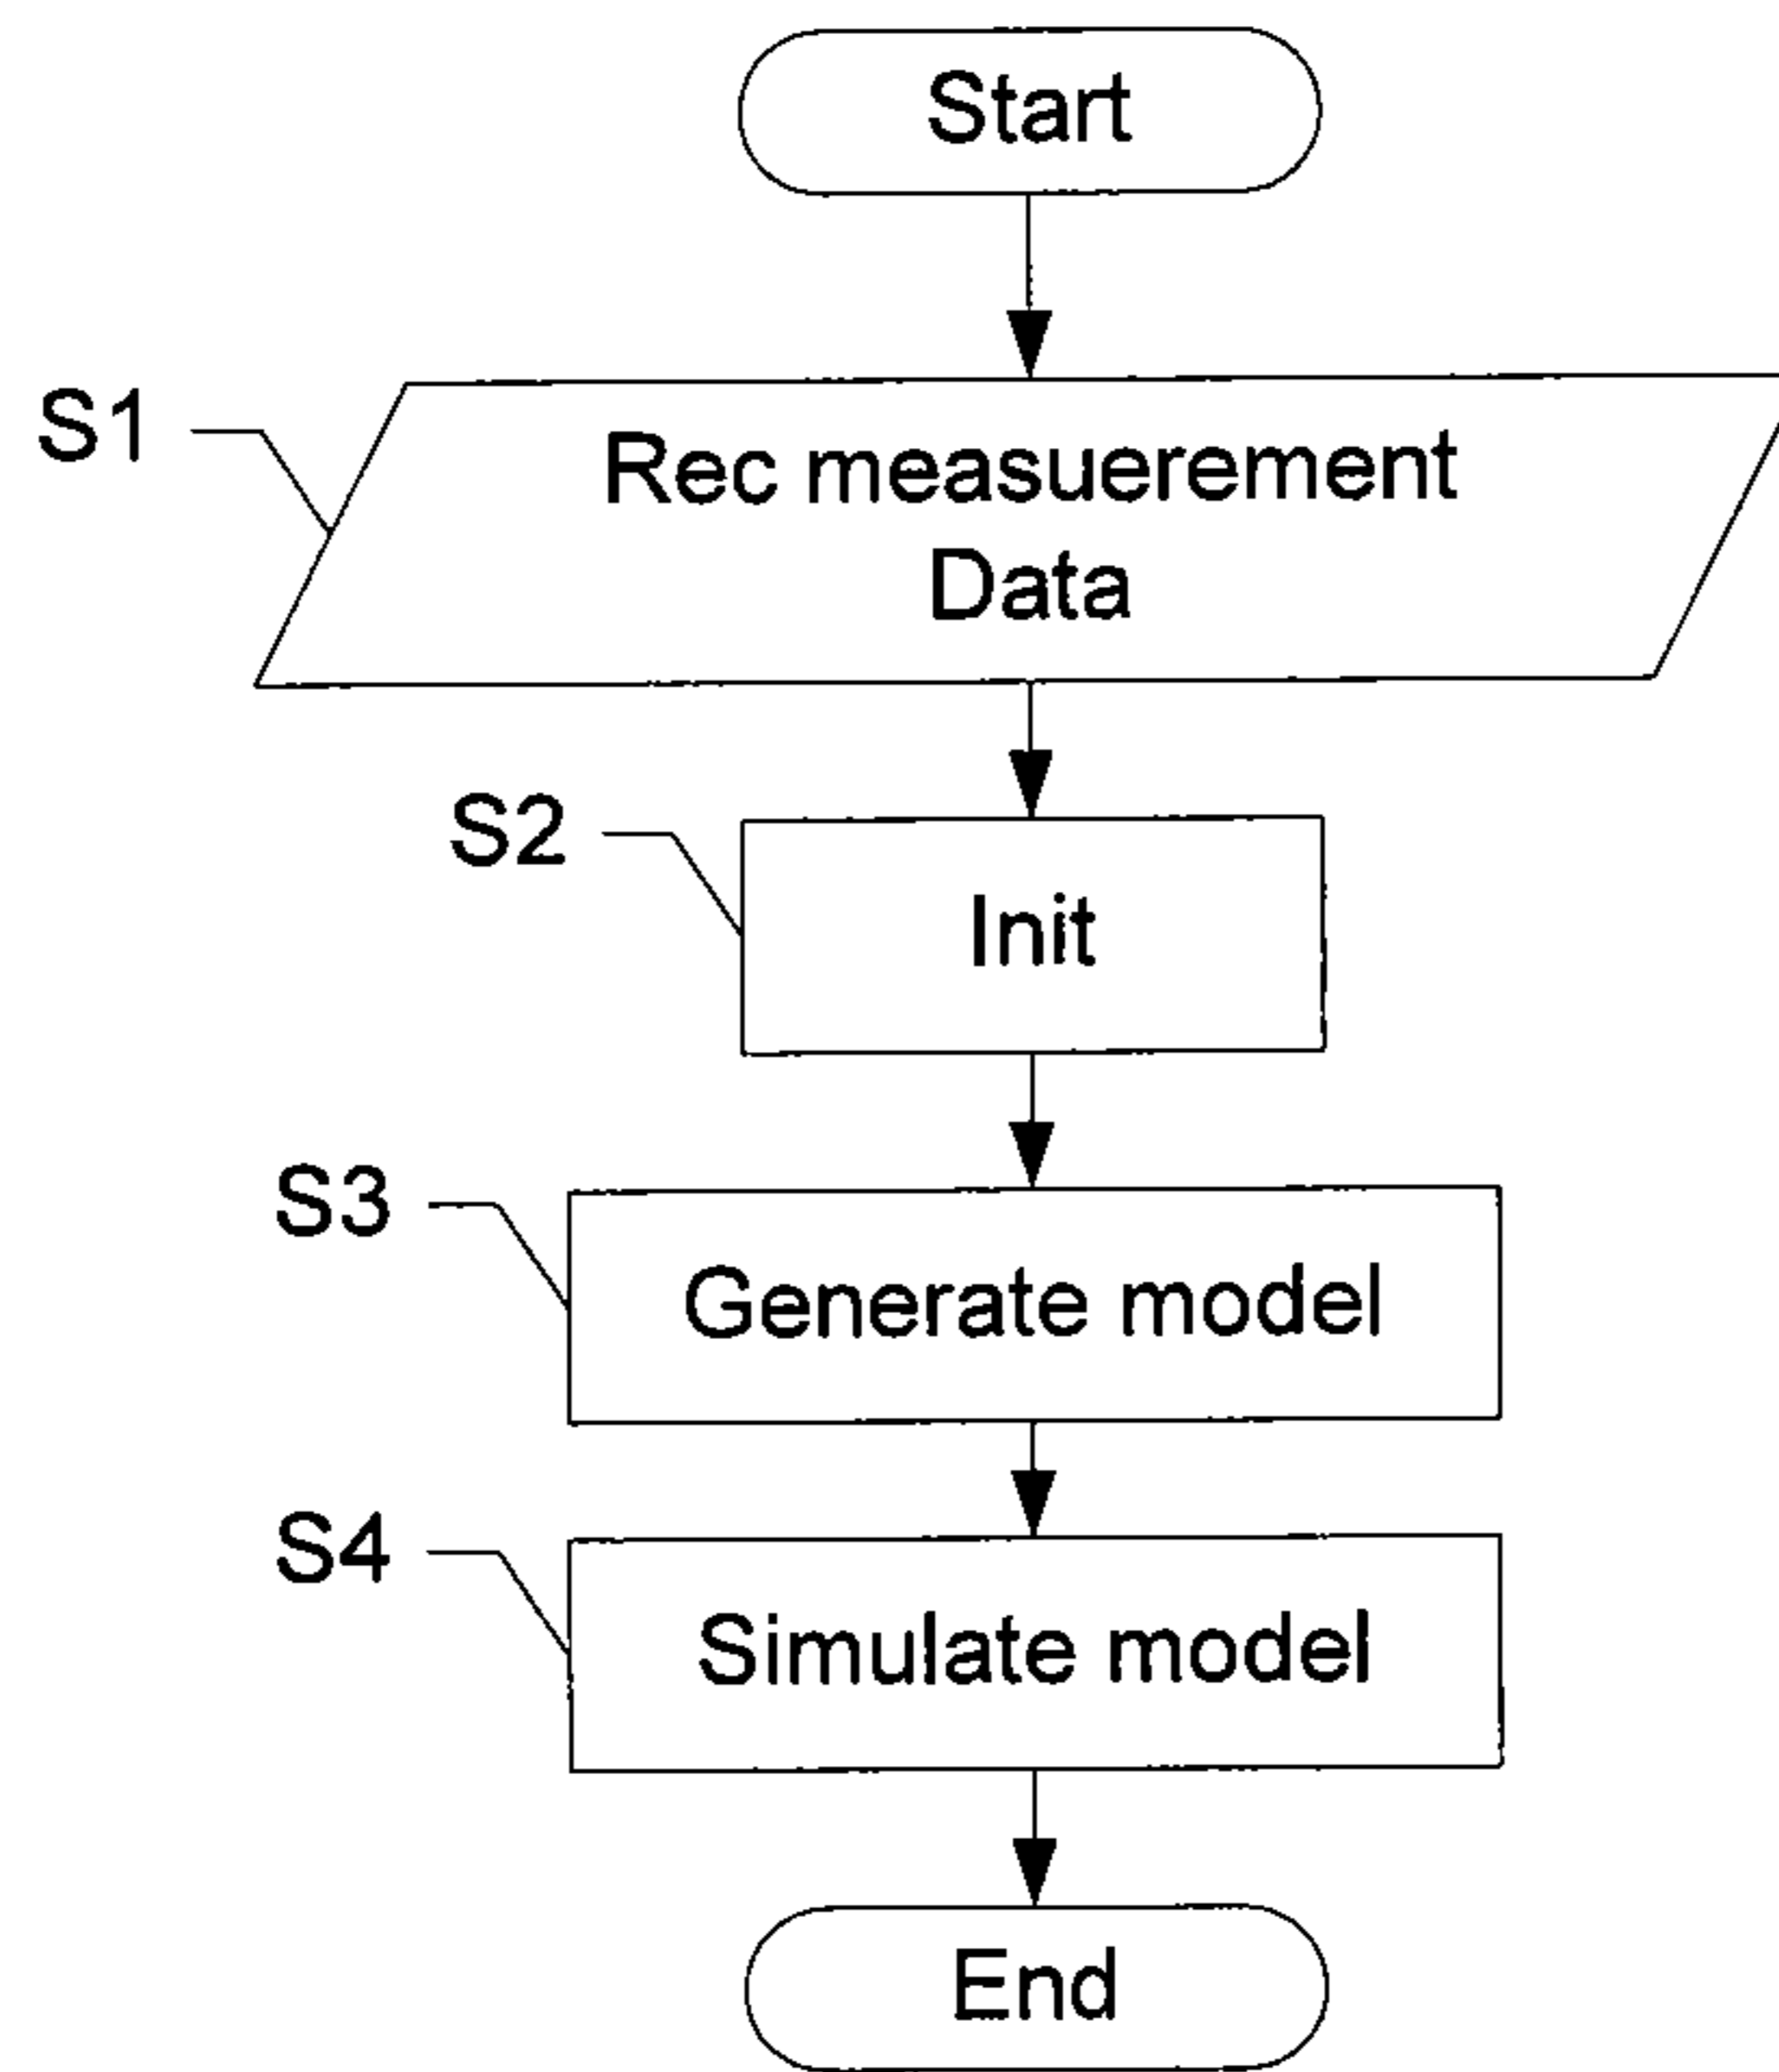 Start
S1
Rec measuerement
Data
S2
Init
S3
Generate model
S4
Simulate model
End